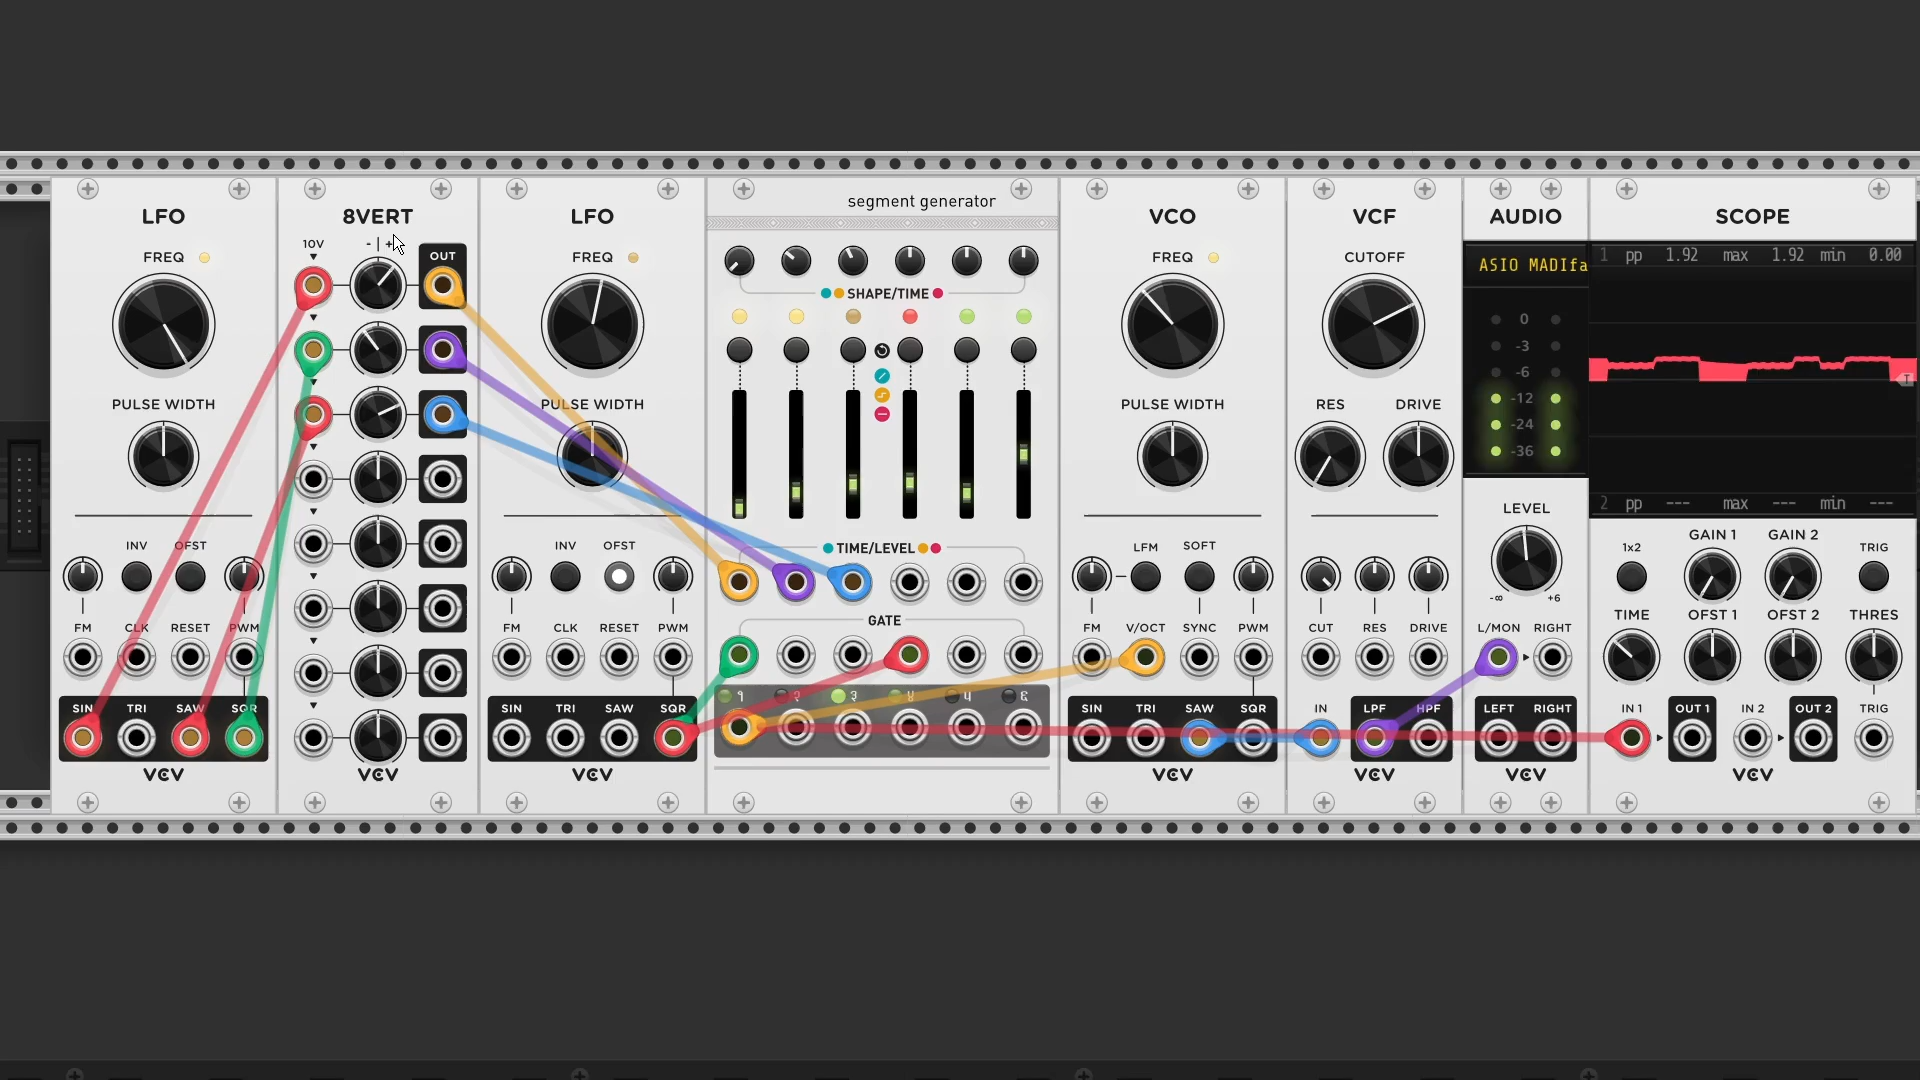 LFO
FREQ
PULSE WIDTH
INV OFST
FM CLK RESET PWM
SIN TRI SAW SQR
VCV
8VERT
10V - | +
OUT
VCV
LFO
FREQ
PULSE WIDTH
INV OFST
FM CLK RESET PWM
SIN TRI SAW SQR
VCV
segment generator
SHAPE/TIME
TIME/LEVEL
GATE
VCO
FREQ
PULSE WIDTH
LFM SOFT
FM V/OCT SYNC PWM
SIN TRI SAW SQR
VCV
VCF
CUTOFF
RES DRIVE
CUT RES DRIVE
IN LPF HPF
VCV
AUDIO
ASIO MADIfa
0
-3
-6
-12
-24
-36
LEVEL
-∞ +6
L/MON RIGHT
LEFT RIGHT
VCV
SCOPE
1 pp 1.92 max 1.92 min 0.00
2 pp --- max --- min ---
1x2 GAIN 1 GAIN 2 TRIG
TIME OFST 1 OFST 2 THRES
IN 1 OUT 1 IN 2 OUT 2 TRIG
VCV
T